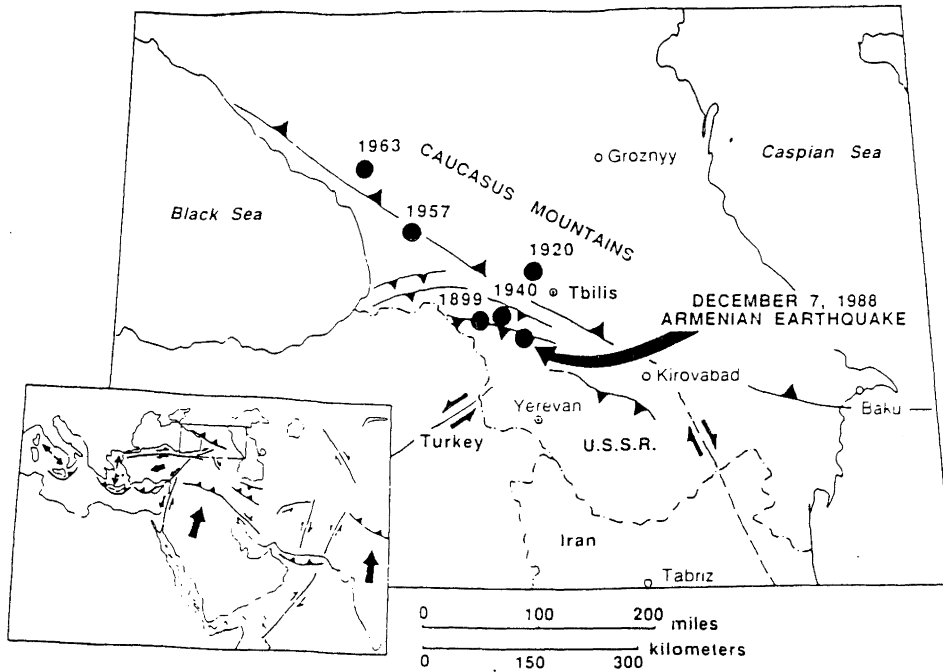 1963
CAUCASUS MOUNTAINS
Groznyy
Caspian Sea
Black Sea
1957
1920
1899
1940
Tbilis
DECEMBER 7, 1988
ARMENIAN EARTHQUAKE
Kirovabad
Yerevan
Baku
Turkey
U.S.S.R.
Iran
Tabriz
0 100 200 miles
0 150 300 kilometers